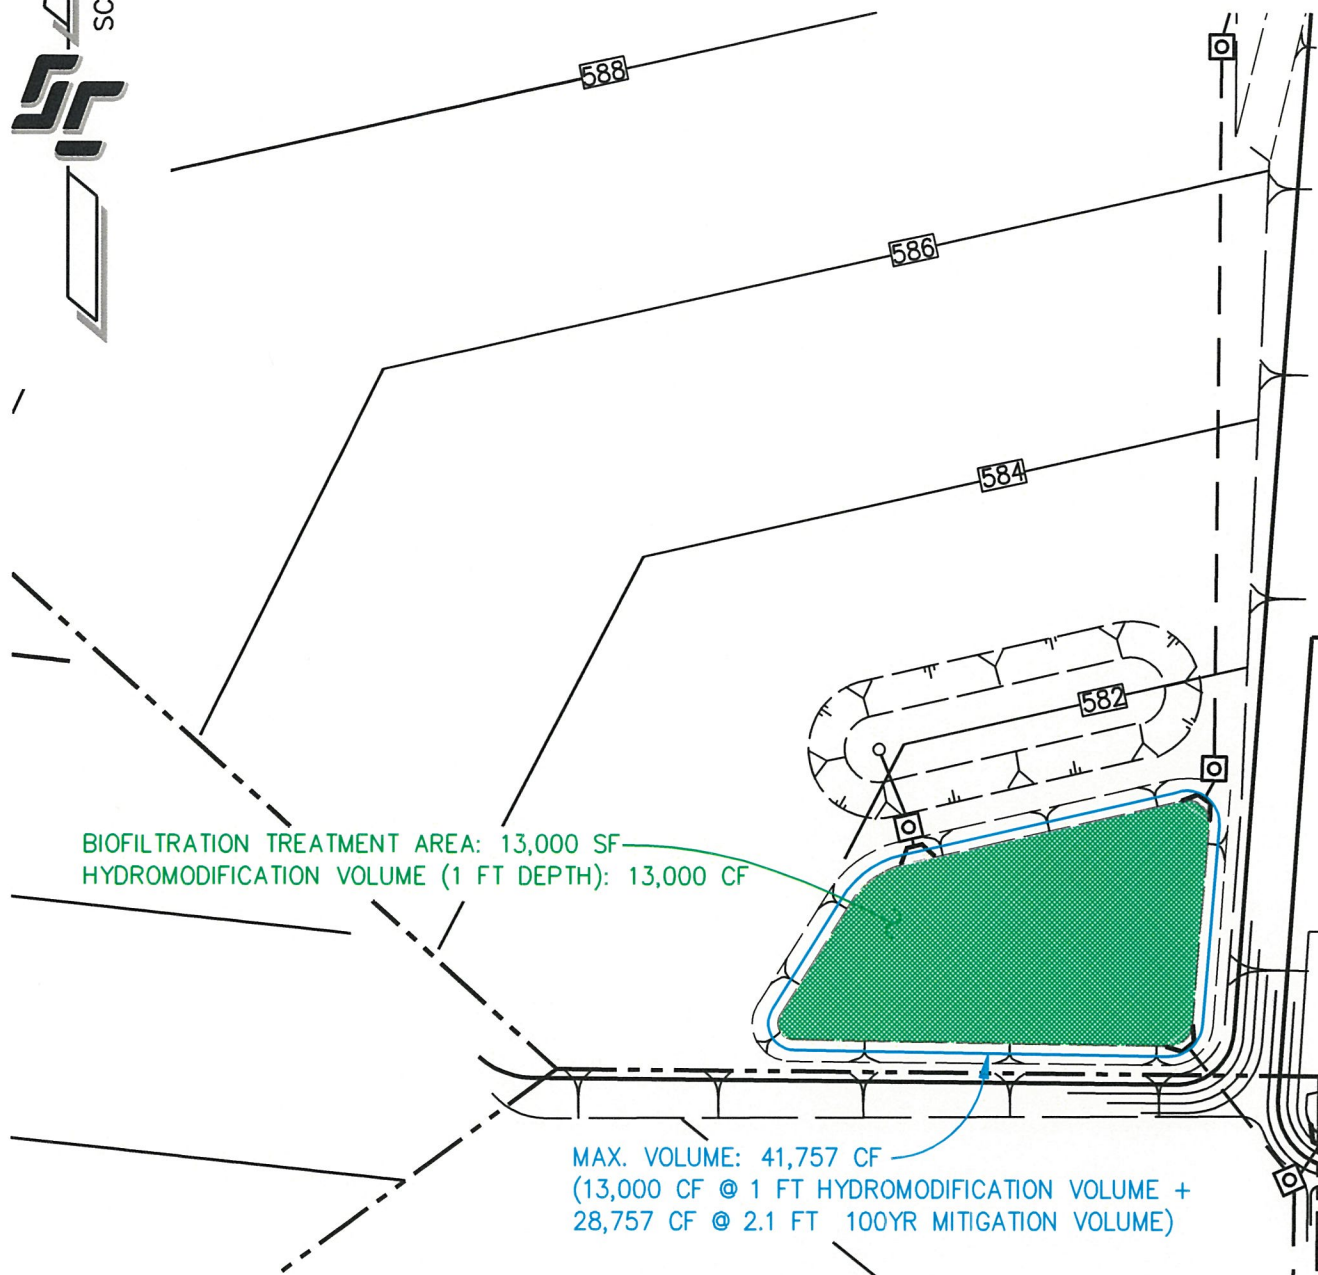 SC
588
586
584
582
BIOFILTRATION TREATMENT AREA: 13,000 SF
HYDROMODIFICATION VOLUME (1 FT DEPTH): 13,000 CF
MAX. VOLUME: 41,757 CF
(13,000 CF @ 1 FT HYDROMODIFICATION VOLUME +
28,757 CF @ 2.1 FT 100YR MITIGATION VOLUME)